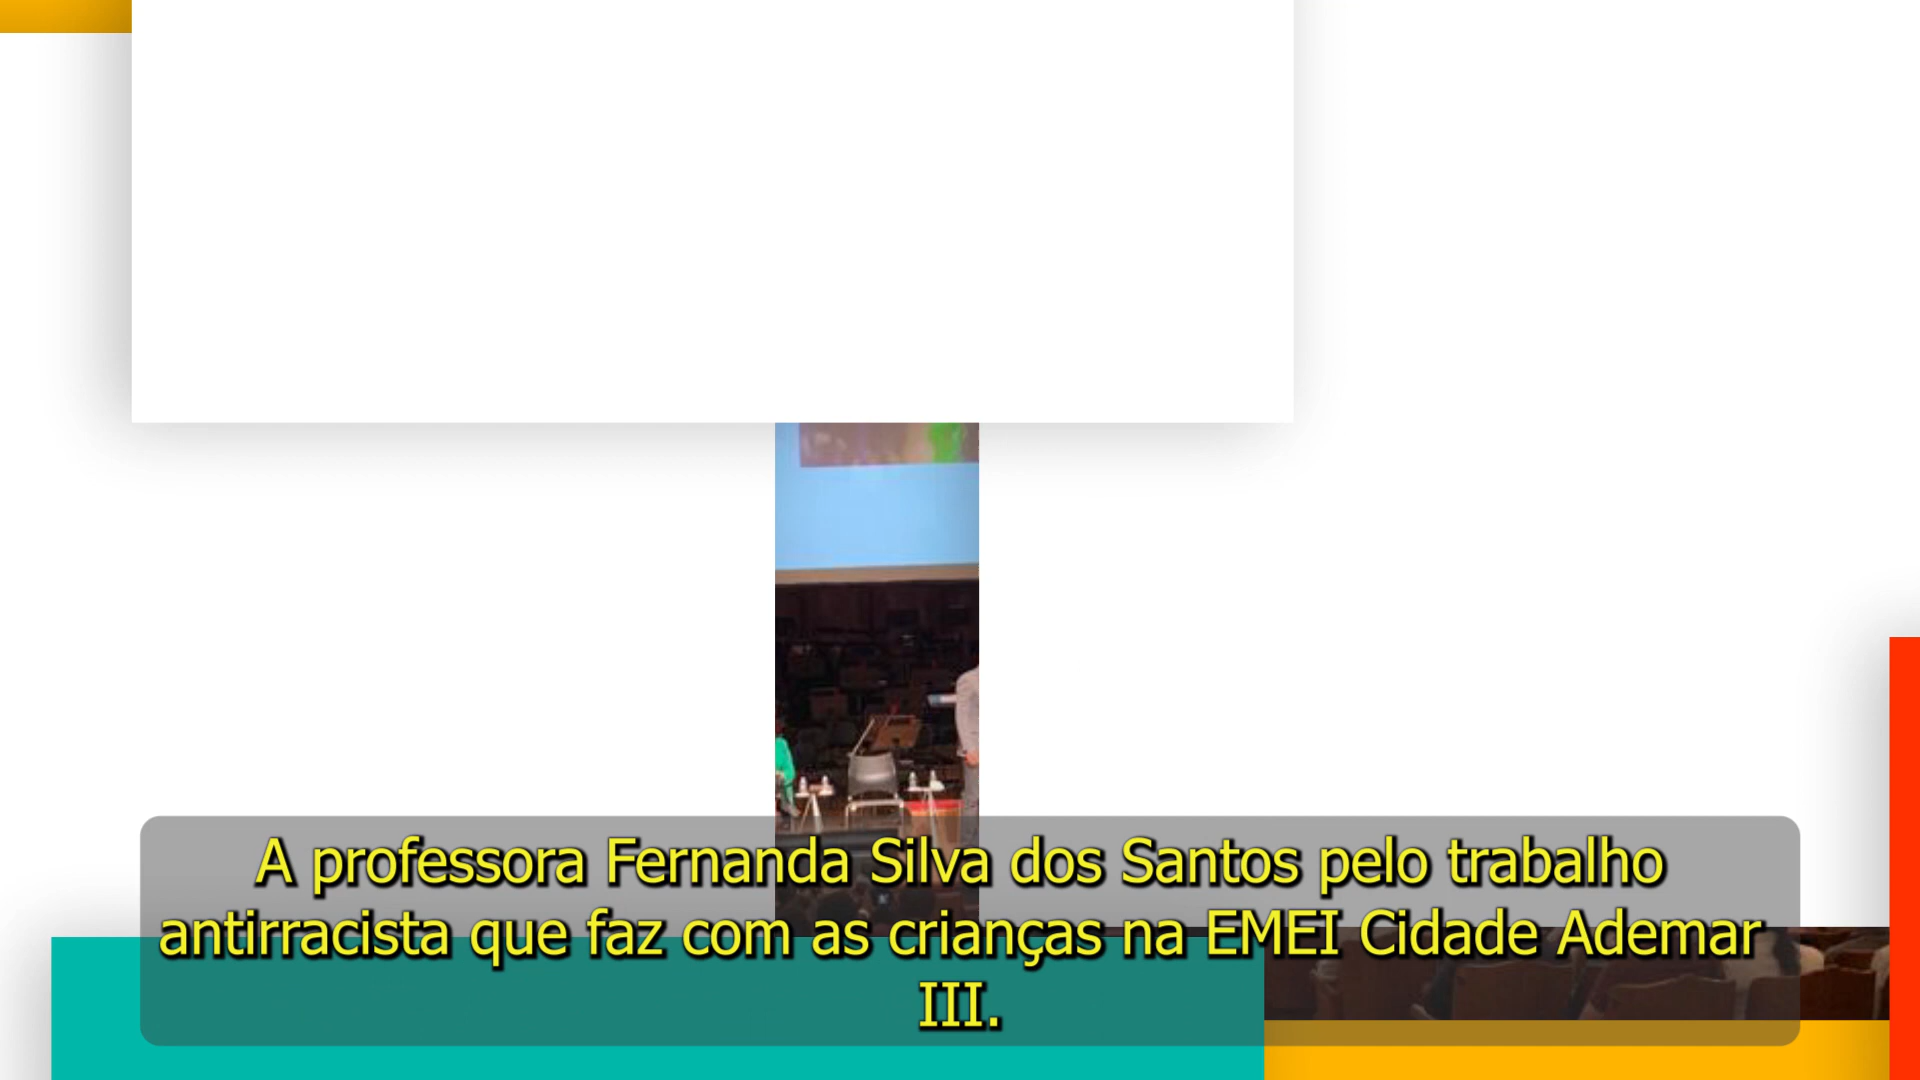 A professora Fernanda Silva dos Santos pelo trabalho
antirracista que faz com as crianças na EMEI Cidade Ademar
III.